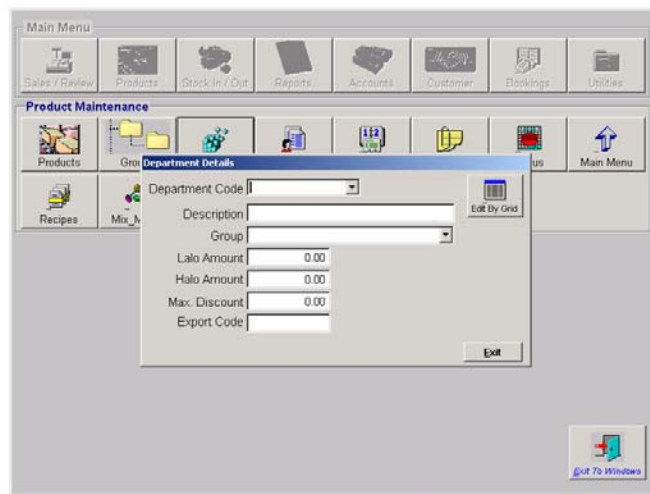 Main Menu
Sales / Review Products Stock In / Out Reports Accounts Customer Bookings Utilities
Product Maintenance
Products Main Menu
Department Details
Recipes
Department Code
Edit By Grid
Description
Group
Lalo Amount 0.00
Halo Amount 0.00
Max. Discount 0.00
Export Code
Exit
Exit To Windows